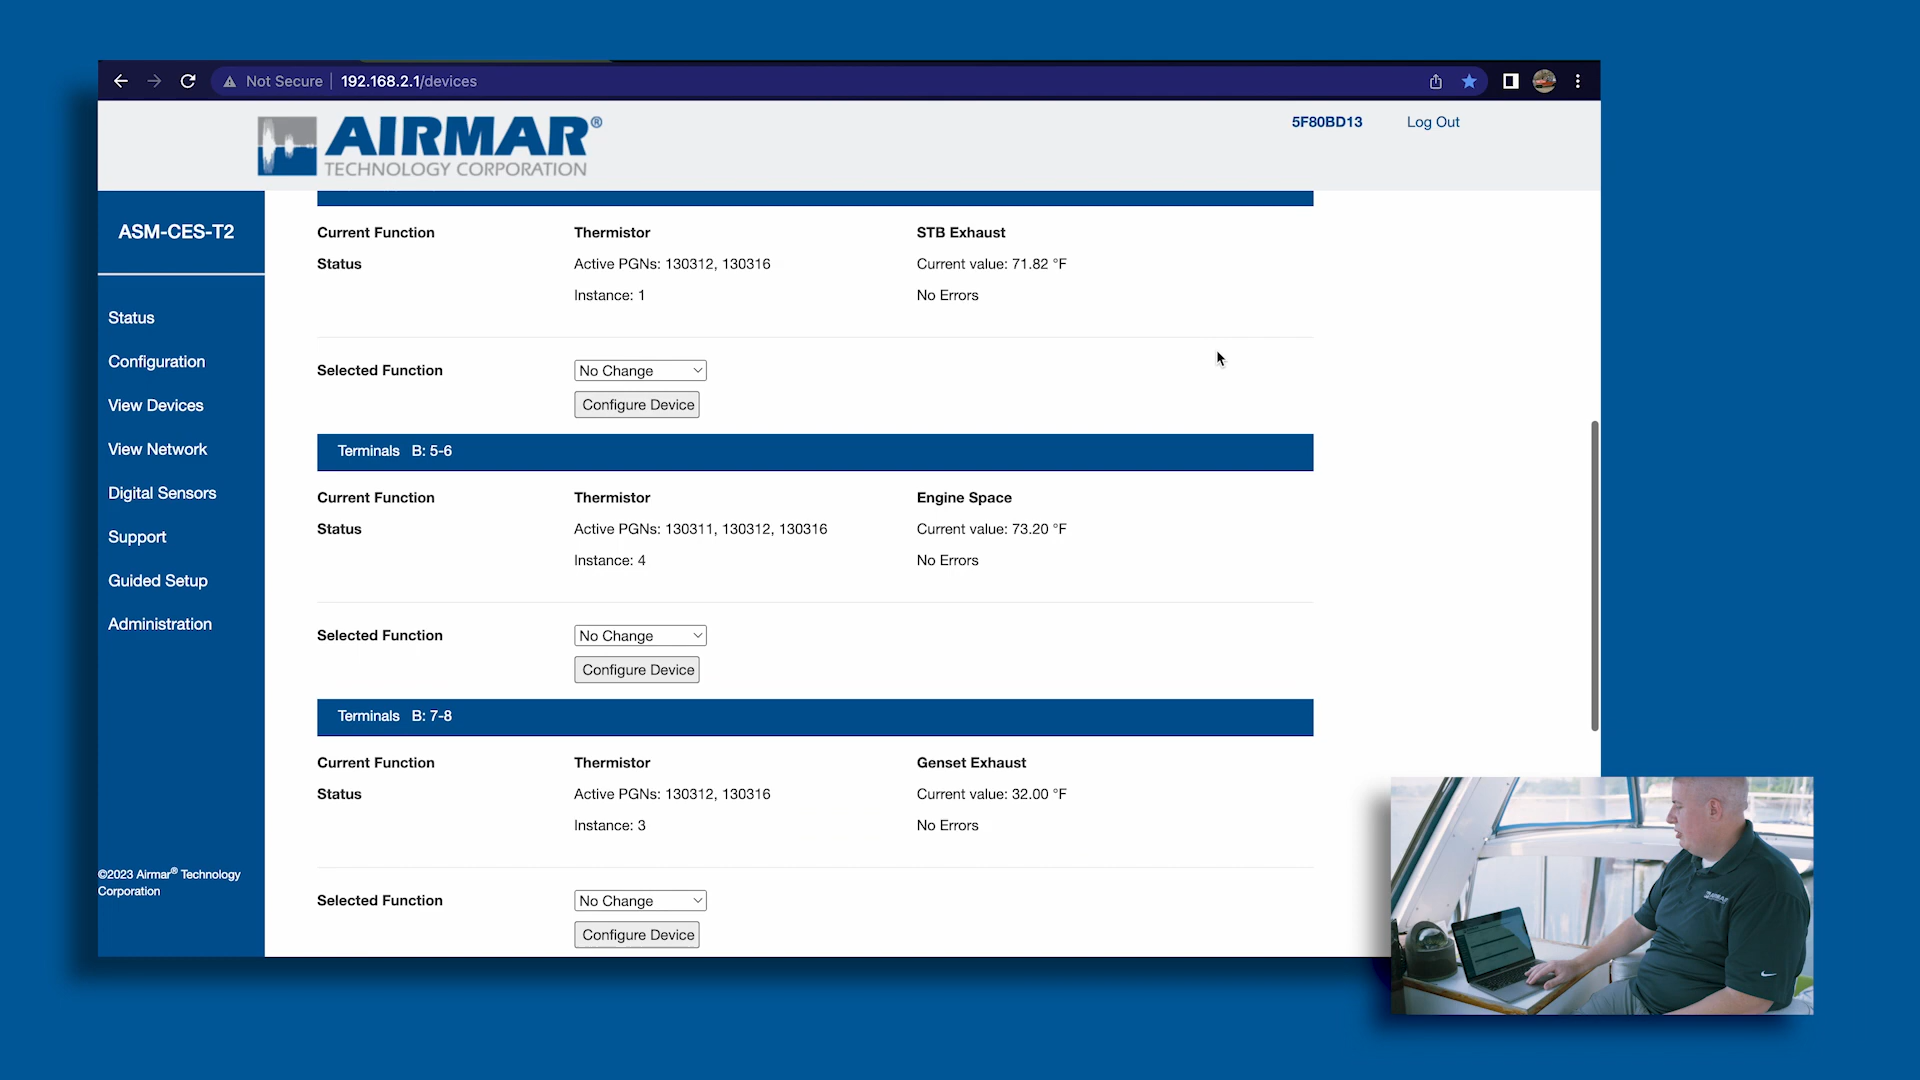 Not Secure 192.168.2.1/devices
AIRMAR®
TECHNOLOGY CORPORATION
5F80BD13 Log Out
ASM-CES-T2
Status
Configuration
View Devices
View Network
Digital Sensors
Support
Guided Setup
Administration
©2023 Airmar® Technology
Corporation
Current Function Thermistor STB Exhaust
Status Active PGNs: 130312, 130316 Current value: 71.82 °F
Instance: 1 No Errors
Selected Function No Change
Configure Device
Terminals B: 5-6
Current Function Thermistor Engine Space
Status Active PGNs: 130311, 130312, 130316 Current value: 73.20 °F
Instance: 4 No Errors
Selected Function No Change
Configure Device
Terminals B: 7-8
Current Function Thermistor Genset Exhaust
Status Active PGNs: 130312, 130316 Current value: 32.00 °F
Instance: 3 No Errors
Selected Function No Change
Configure Device